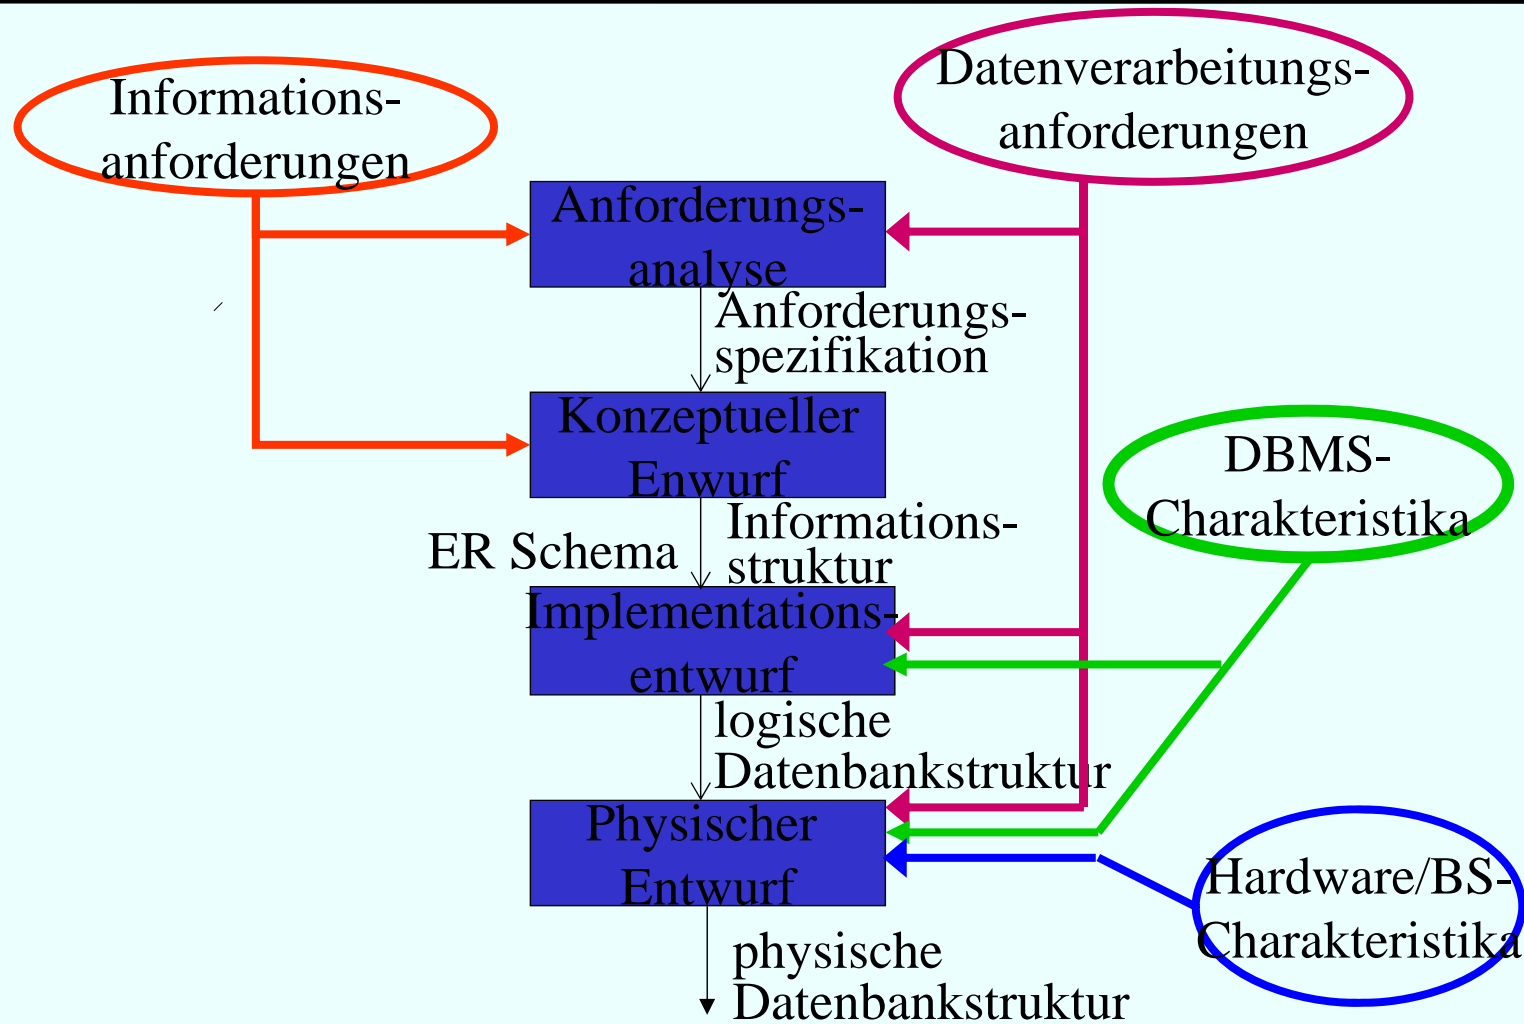 Informations-
anforderungen
Datenverarbeitungs-
anforderungen
Anforderungs-
analyse
Anforderungs-
spezifikation
Konzeptueller
Enwurf
DBMS-
Charakteristika
ER Schema
Informations-
struktur
Implementations-
entwurf
logische
Datenbankstruktur
Physischer
Entwurf
Hardware/BS-
Charakteristika
physische
Datenbankstruktur